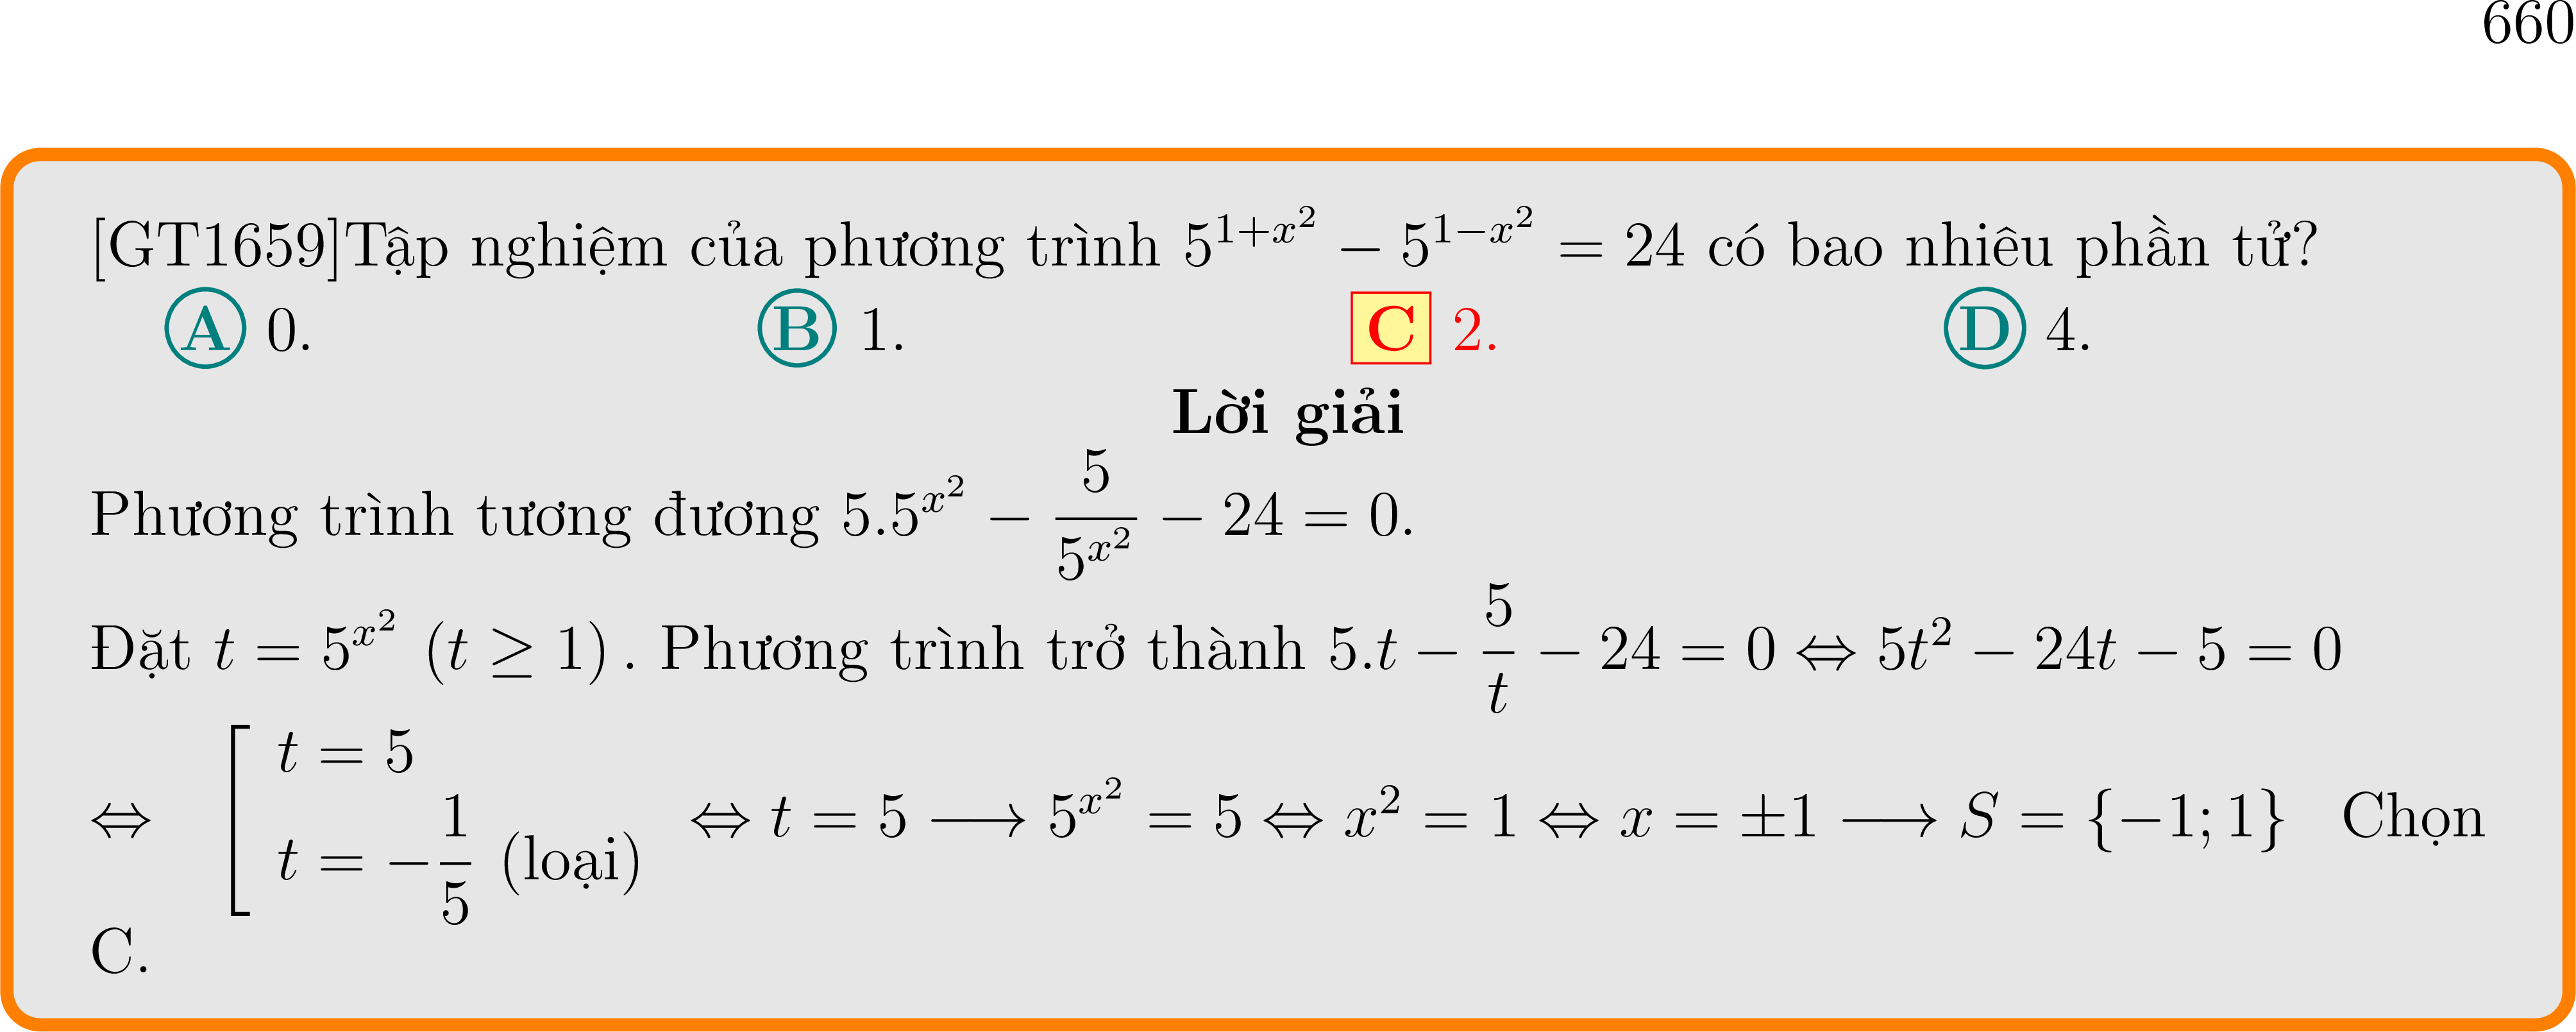 660
[GT1659]Tập nghiệm của phương trình $5^{1+x^2} - 5^{1-x^2} = 24$ có bao nhiêu phần tử?
A 0. B 1. C 2. D 4.
Lời giải
Phương trình tương đương $5.5^{x^2} - \dfrac{5}{5^{x^2}} - 24 = 0.$
Đặt $t = 5^{x^2}$ $(t \geq 1)$. Phương trình trở thành $5.t - \dfrac{5}{t} - 24 = 0 \Leftrightarrow 5t^2 - 24t - 5 = 0$
$\Leftrightarrow \left[\begin{array}{l} t = 5 \\ t = -\dfrac{1}{5} \text{ (loại)} \end{array}\right. \Leftrightarrow t = 5 \longrightarrow 5^{x^2} = 5 \Leftrightarrow x^2 = 1 \Leftrightarrow x = \pm 1 \longrightarrow S = \{-1; 1\}$ Chọn
C.